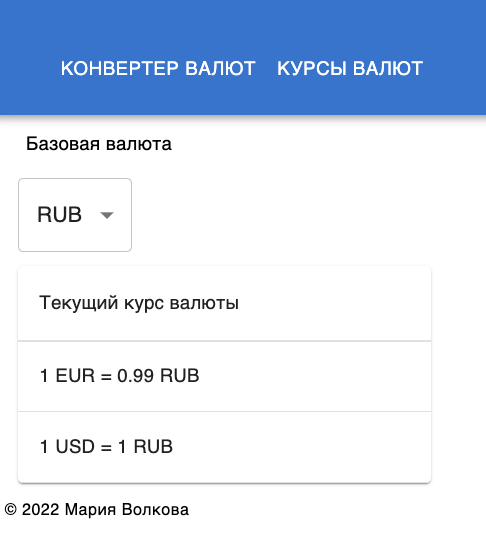 КОНВЕРТЕР ВАЛЮТ КУРСЫ ВАЛЮТ
Базовая валюта
RUB
Текущий курс валюты
1 EUR = 0.99 RUB
1 USD = 1 RUB
© 2022 Мария Волкова